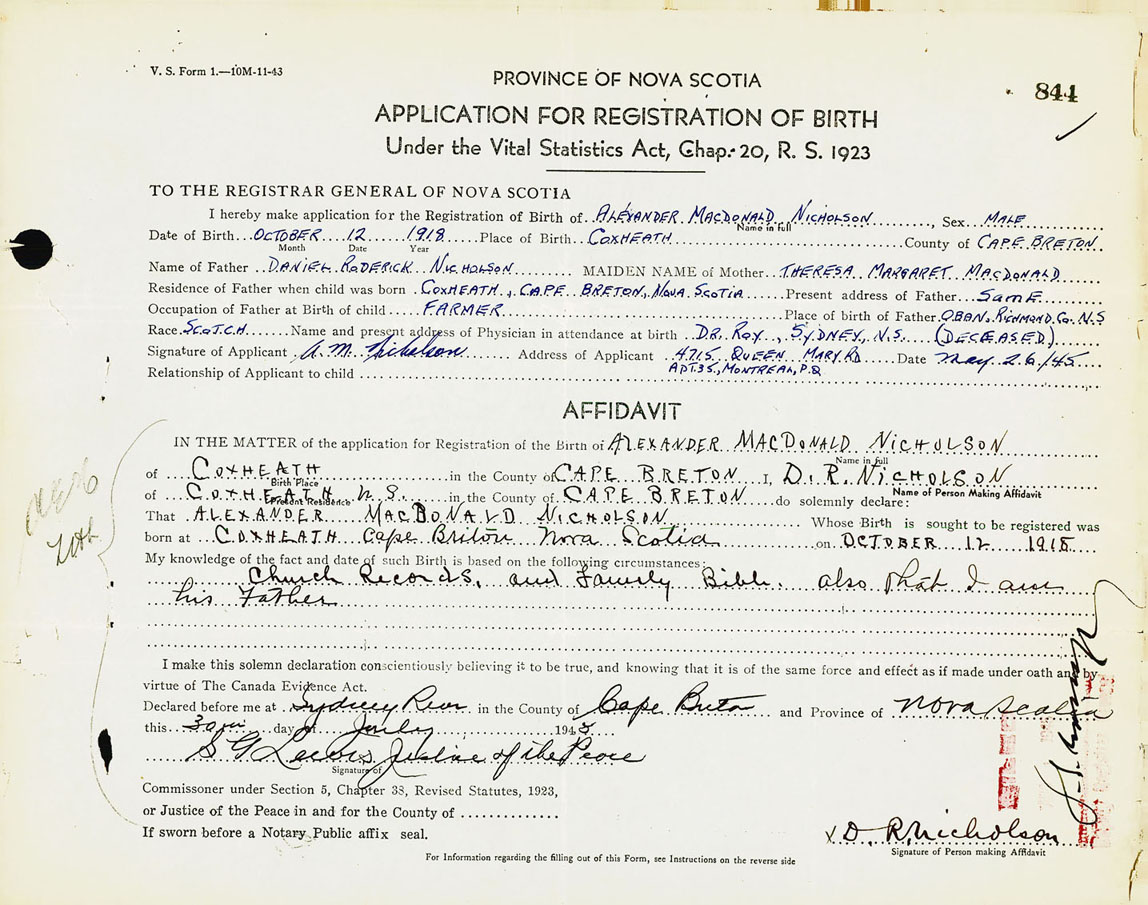 V. S. Form 1.—10M-11-43
PROVINCE OF NOVA SCOTIA
844
APPLICATION FOR REGISTRATION OF BIRTH
Under the Vital Statistics Act, Chap. 20, R. S. 1923
TO THE REGISTRAR GENERAL OF NOVA SCOTIA
I hereby make application for the Registration of Birth of ALEXANDER MACDONALD NICHOLSON, Sex MALE
Name in full
Date of Birth OCTOBER 12 1918 Place of Birth COXHEATH County of CAPE BRETON
Month Date Year
Name of Father DANIEL RODERICK NICHOLSON MAIDEN NAME of Mother THERESA MARGARET MACDONALD
Residence of Father when child was born COXHEATH, CAPE BRETON, NOVA SCOTIA Present address of Father SAME
Occupation of Father at Birth of child FARMER Place of birth of Father OBAN, RICHMOND Co. N.S
Race SCOTCH Name and present address of Physician in attendance at birth DR. ROY, SYDNEY, N.S. (DECEASED)
Signature of Applicant A. M. Nicholson Address of Applicant 4715 QUEEN MARY RD Date May 26/45
APT. 35, MONTREAL, P.Q
Relationship of Applicant to child
AFFIDAVIT
IN THE MATTER of the application for Registration of the Birth of ALEXANDER MACDONALD NICHOLSON
Name in full
of COXHEATH in the County of CAPE BRETON I, D. R. NICHOLSON
Birth Place Name of Person Making Affidavit
of COXHEATH N.S. in the County of CAPE BRETON do solemnly declare:
Present Residence
That ALEXANDER MACDONALD NICHOLSON Whose Birth is sought to be registered was
born at COXHEATH Cape Briton Nova Scotia on OCTOBER 12 1918
My knowledge of the fact and date of such Birth is based on the following circumstances:
Church Records, and Family Bible. also that I am
his Father
I make this solemn declaration conscientiously believing it to be true, and knowing that it is of the same force and effect as if made under oath and by
virtue of The Canada Evidence Act.
Declared before me at Sydney River in the County of Cape Breton and Province of Nova Scotia
this day of July 1945
Justice of the Peace
Signature of
Commissoner under Section 5, Chapter 38, Revised Statutes, 1923,
or Justice of the Peace in and for the County of
If sworn before a Notary Public affix seal.
x D. R. Nicholson
Signature of Person making Affidavit
For Information regarding the filling out of this Form, see Instructions on the reverse side